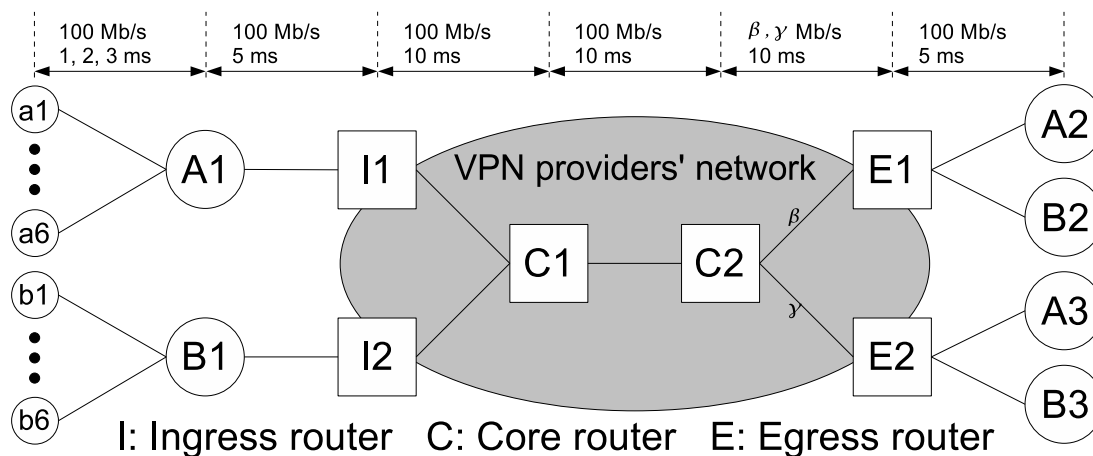 100 Mb/s
1, 2, 3 ms
100 Mb/s
5 ms
100 Mb/s
10 ms
100 Mb/s
10 ms
β, γ Mb/s
10 ms
100 Mb/s
5 ms
a1
A1
a6
b1
B1
b6
I1
I2
VPN providers' network
C1
C2
β
γ
E1
E2
A2
B2
A3
B3
I: Ingress router C: Core router E: Egress router